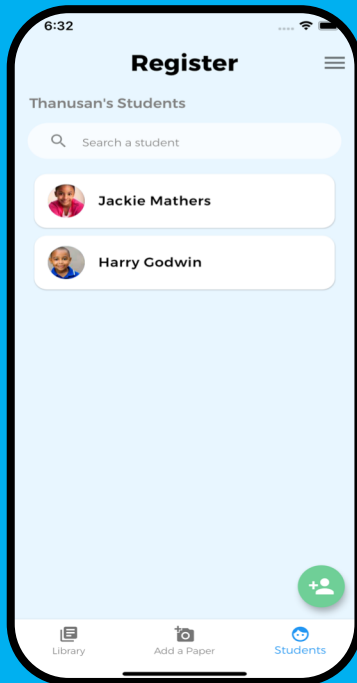 6:32
Register
Thanusan's Students
Search a student
Jackie Mathers
Harry Godwin
Library
Add a Paper
Students